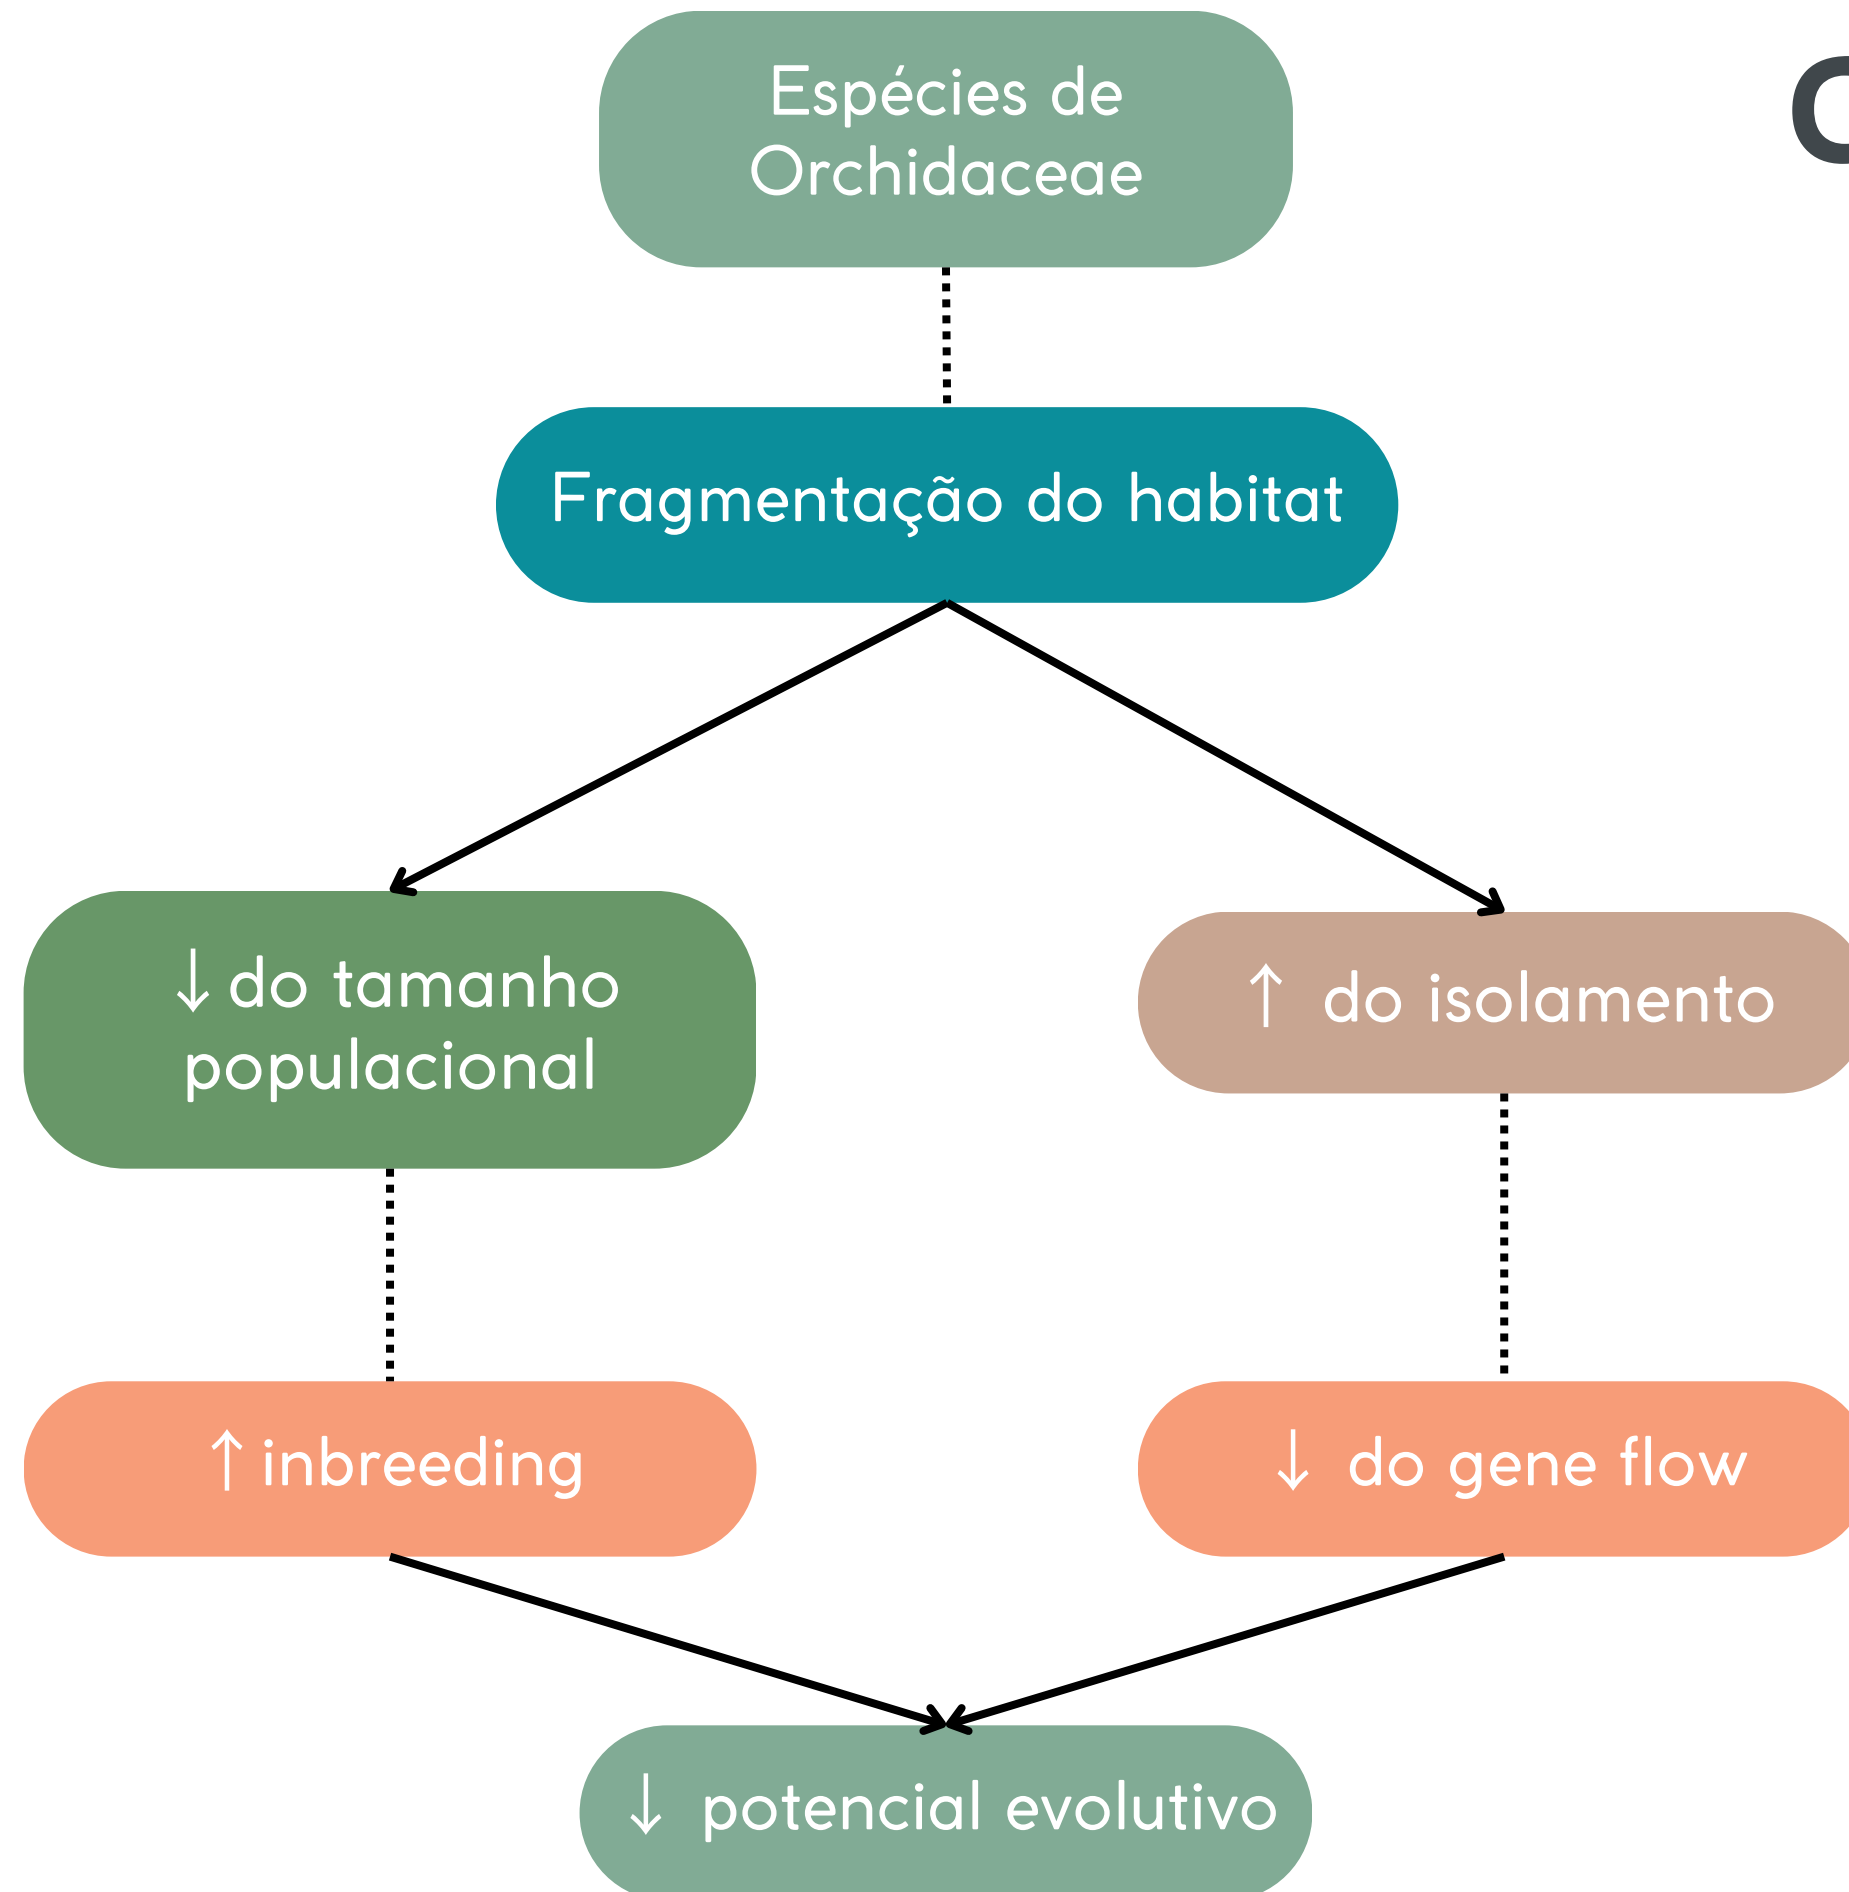 Espécies de
Orchidaceae
Fragmentação do habitat
↓ do tamanho
populacional
↑ do isolamento
↑ inbreeding
↓ do gene flow
↓ potencial evolutivo